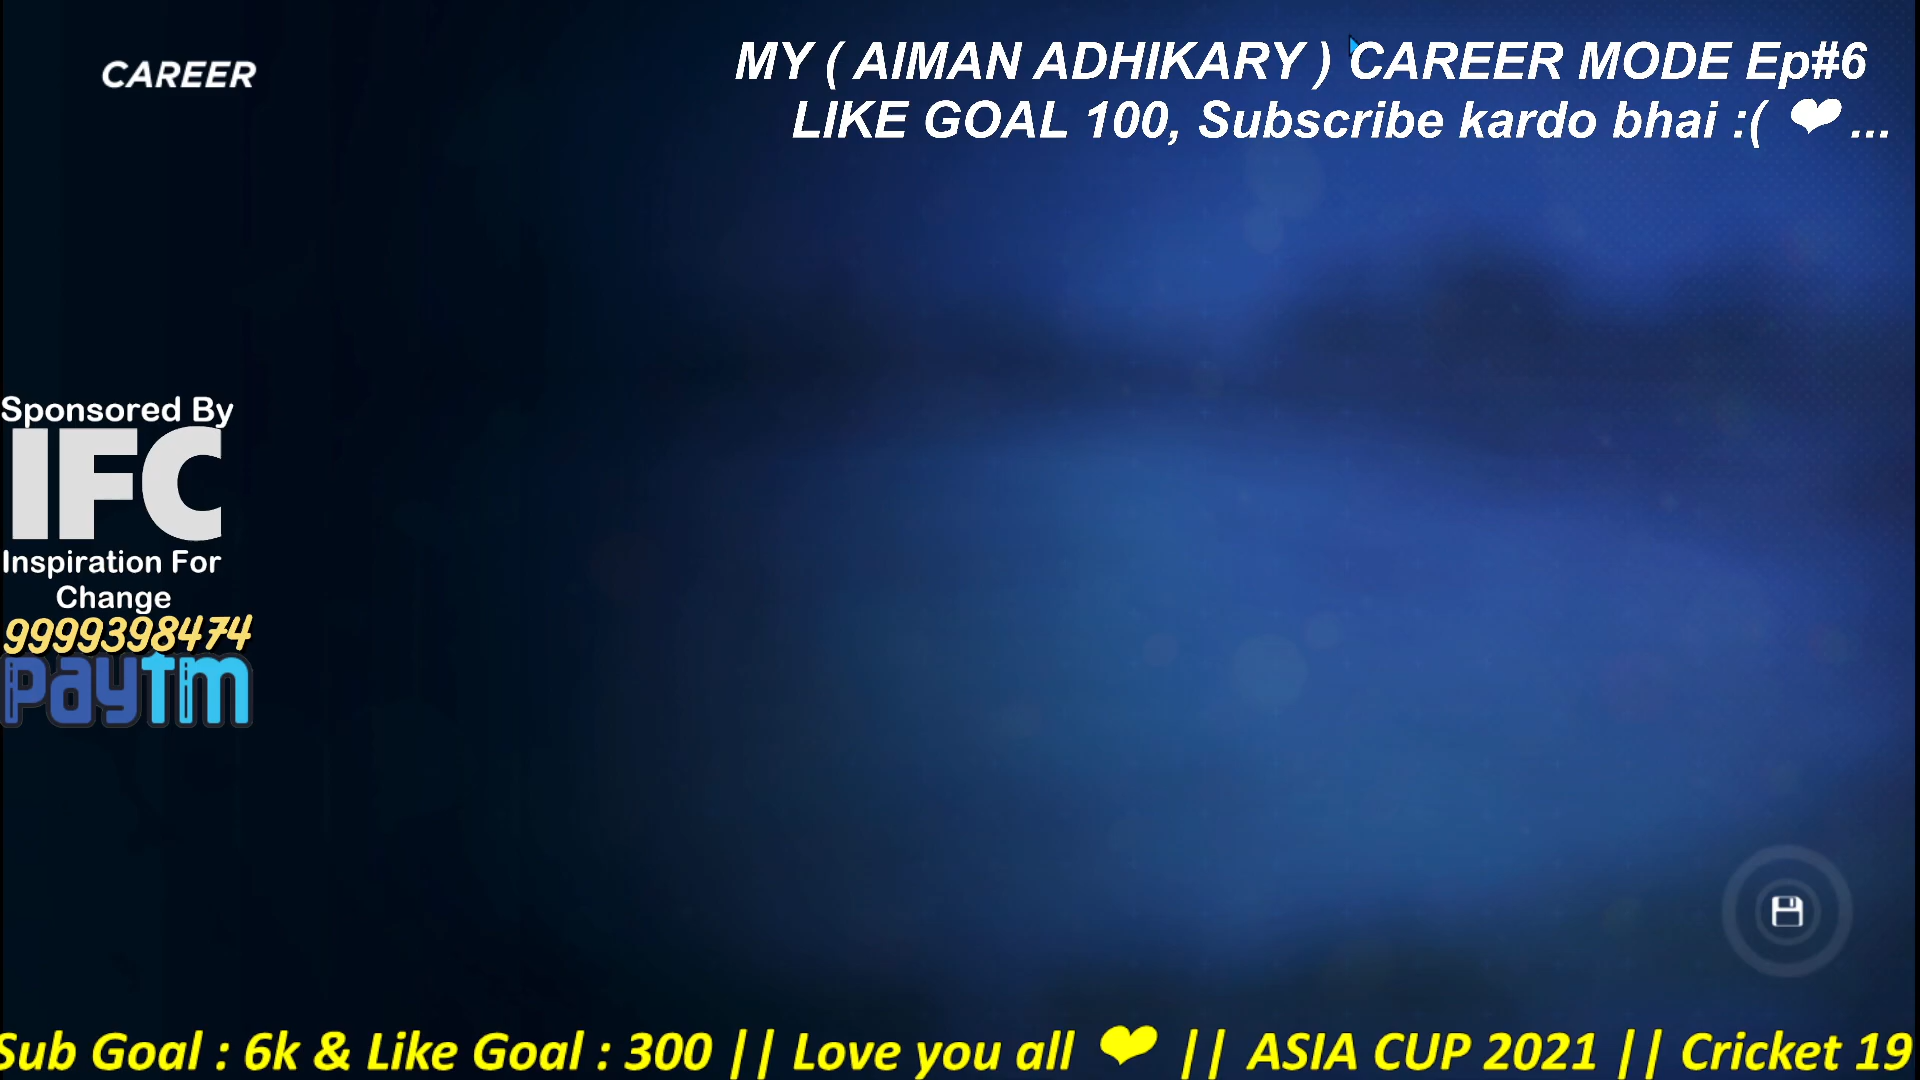 CAREER
MY ( AIMAN ADHIKARY ) CAREER MODE Ep#6
LIKE GOAL 100, Subscribe kardo bhai :( ❤ ...
Sponsored By
IFC
Inspiration For
Change
9999398474
paytm
Sub Goal : 6k & Like Goal : 300 || Love you all ❤ || ASIA CUP 2021 || Cricket 19